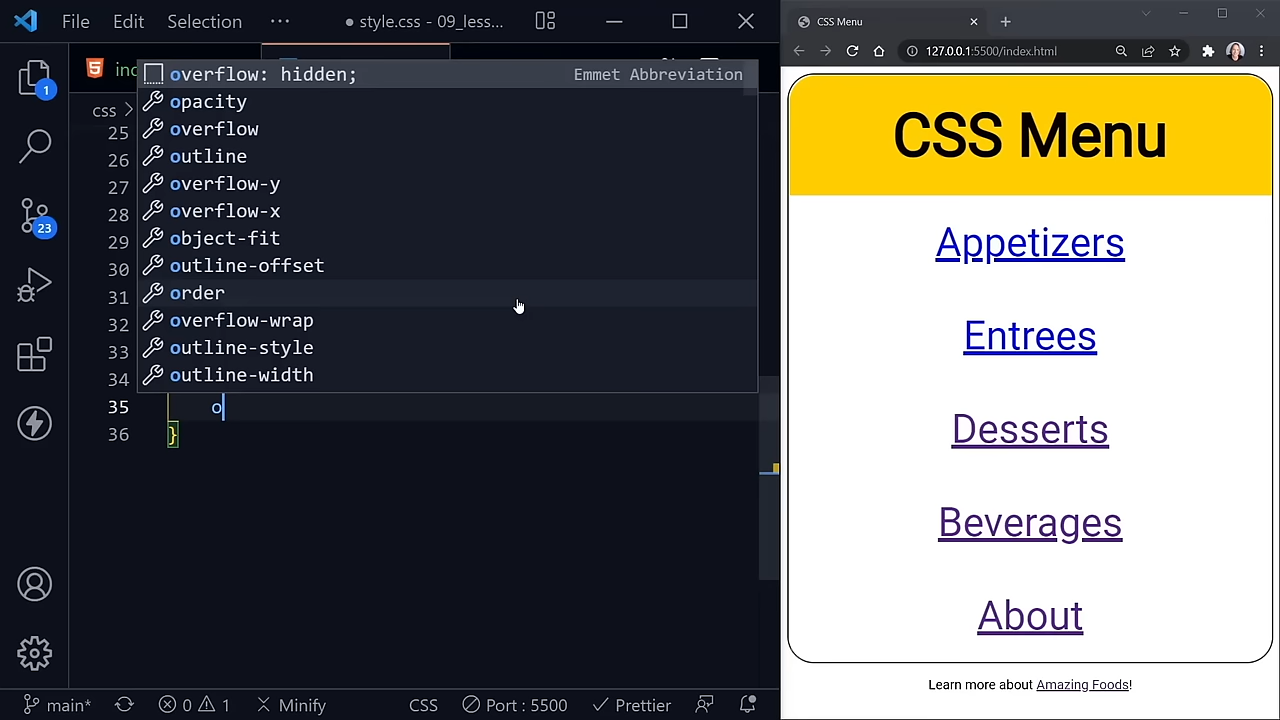 File Edit Selection ··· ● style.css - 09_less...
inc
css >
overflow: hidden; Emmet Abbreviation
opacity
overflow
outline
overflow-y
overflow-x
object-fit
outline-offset
order
overflow-wrap
outline-style
outline-width
25
26
27
28
29
30
31
32
33
34
35 o
36 }
1
23
main* 0 1 Minify CSS Port : 5500 Prettier
CSS Menu
127.0.0.1:5500/index.html
CSS Menu
Appetizers
Entrees
Desserts
Beverages
About
Learn more about Amazing Foods!